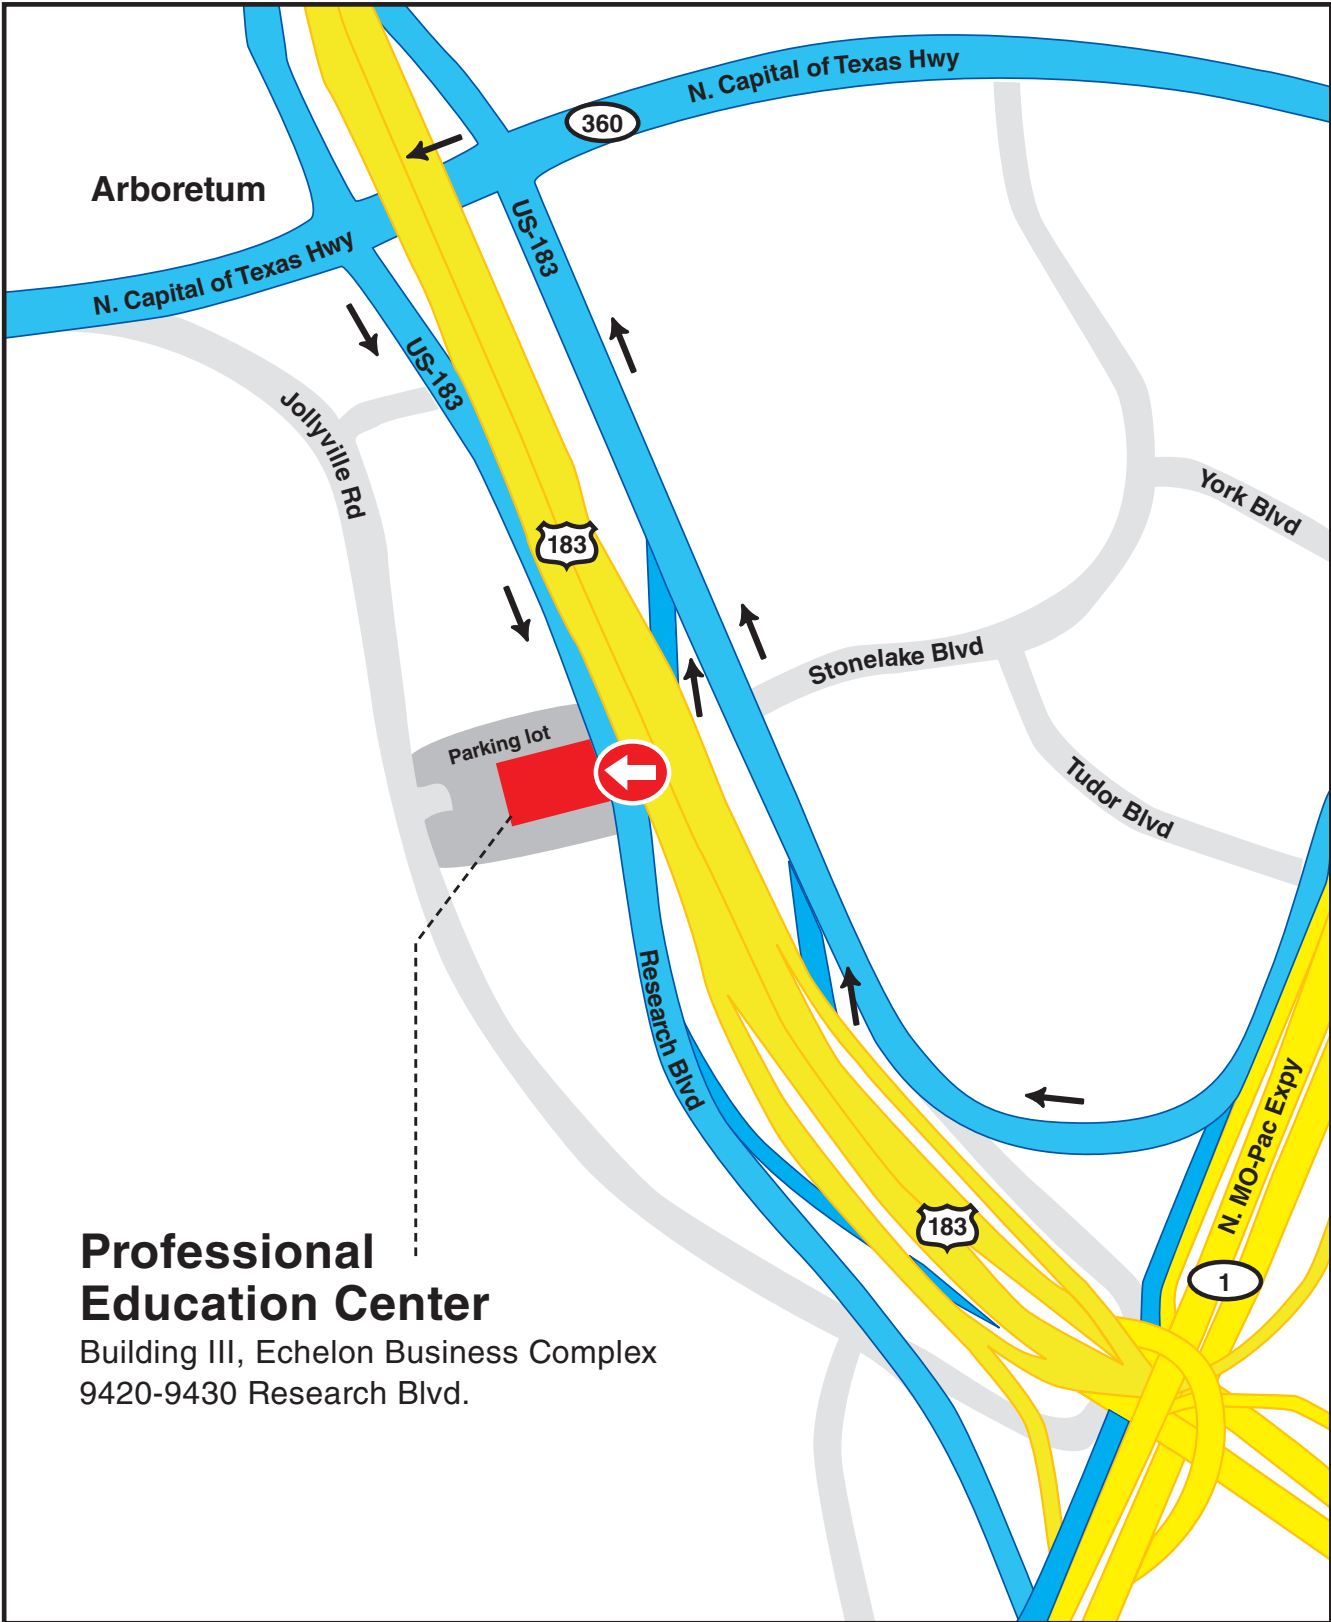 N. Capital of Texas Hwy
360
Arboretum
US-183
N. Capital of Texas Hwy
US-183
Jollyville Rd
York Blvd
183
Stonelake Blvd
Parking lot
Tudor Blvd
Research Blvd
N. MO-Pac Expy
183
1
Professional
Education Center
Building III, Echelon Business Complex
9420-9430 Research Blvd.